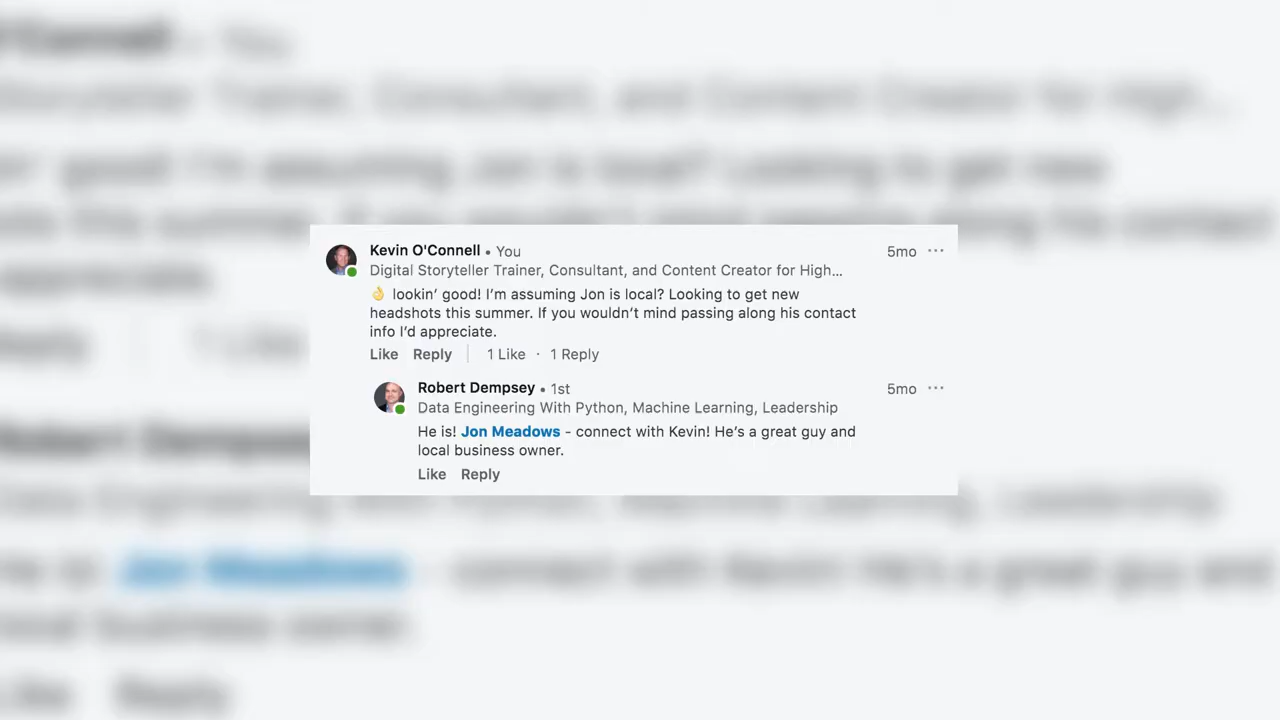 Kevin O'Connell • You
5mo ...
Digital Storyteller Trainer, Consultant, and Content Creator for High...
👌 lookin’ good! I’m assuming Jon is local? Looking to get new
headshots this summer. If you wouldn’t mind passing along his contact
info I’d appreciate.
Like Reply | 1 Like · 1 Reply
Robert Dempsey • 1st
5mo ...
Data Engineering With Python, Machine Learning, Leadership
He is! Jon Meadows - connect with Kevin! He’s a great guy and
local business owner.
Like Reply